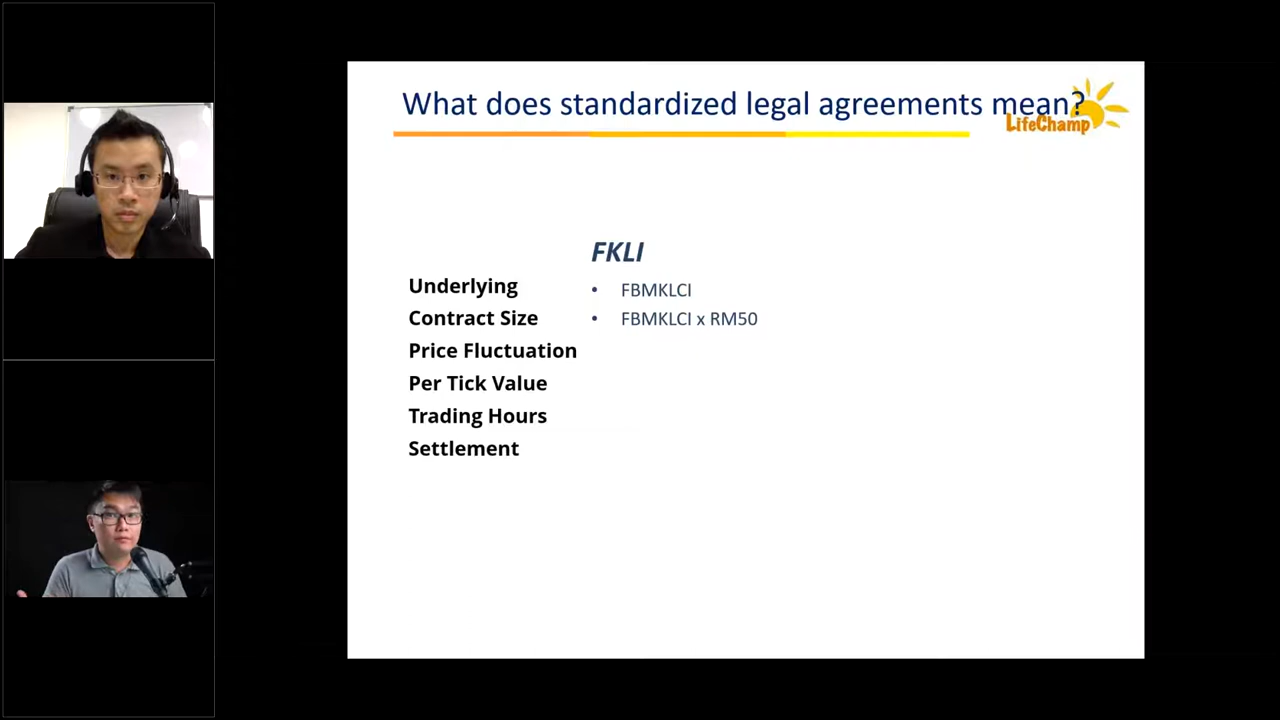 What does standardized legal agreements mean?
LifeChamp
FKLI
Underlying
• FBMKLCI
Contract Size
• FBMKLCI x RM50
Price Fluctuation
Per Tick Value
Trading Hours
Settlement